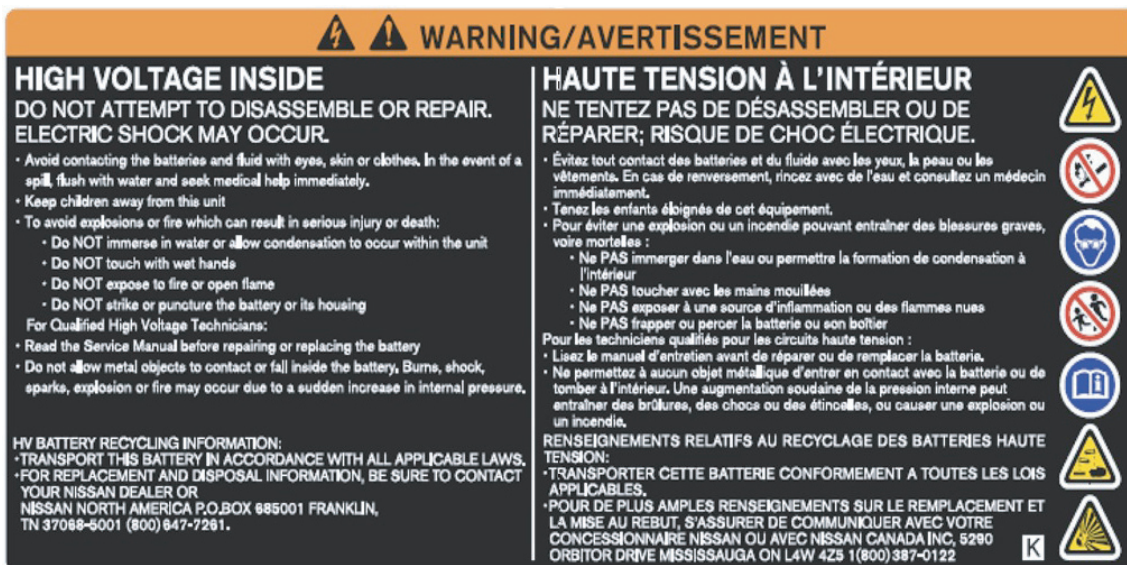 WARNING/AVERTISSEMENT
HIGH VOLTAGE INSIDE
DO NOT ATTEMPT TO DISASSEMBLE OR REPAIR.
ELECTRIC SHOCK MAY OCCUR.
· Avoid contacting the batteries and fluid with eyes, skin or clothes. In the event of a
spill, flush with water and seek medical help immediately.
· Keep children away from this unit
· To avoid explosions or fire which can result in serious injury or death:
· Do NOT immerse in water or allow condensation to occur within the unit
· Do NOT touch with wet hands
· Do NOT expose to fire or open flame
· Do NOT strike or puncture the battery or its housing
For Qualified High Voltage Technicians:
· Read the Service Manual before repairing or replacing the battery
· Do not allow metal objects to contact or fall inside the battery. Burns, shock,
sparks, explosion or fire may occur due to a sudden increase in internal pressure.
HV BATTERY RECYCLING INFORMATION:
·TRANSPORT THIS BATTERY IN ACCORDANCE WITH ALL APPLICABLE LAWS.
·FOR REPLACEMENT AND DISPOSAL INFORMATION, BE SURE TO CONTACT
YOUR NISSAN DEALER OR
NISSAN NORTH AMERICA P.O.BOX 685001 FRANKLIN,
TN 37068-5001 (800) 647-7261.
HAUTE TENSION À L'INTÉRIEUR
NE TENTEZ PAS DE DÉSASSEMBLER OU DE
RÉPARER; RISQUE DE CHOC ÉLECTRIQUE.
· Évitez tout contact des batteries et du fluide avec les yeux, la peau ou les
vêtements. En cas de renversement, rincez avec de l'eau et consultez un médecin
immédiatement.
· Tenez les enfants éloignés de cet équipement.
· Pour éviter une explosion ou un incendie pouvant entraîner des blessures graves,
voire mortelles :
· Ne PAS immerger dans l'eau ou permettre la formation de condensation à
l'intérieur
· Ne PAS toucher avec les mains mouillées
· Ne PAS exposer à une source d'inflammation ou des flammes nues
· Ne PAS frapper ou percer la batterie ou son boîtier
Pour les techniciens qualifiés pour les circuits haute tension :
· Lisez le manuel d'entretien avant de réparer ou de remplacer la batterie.
· Ne permettez à aucun objet métallique d'entrer en contact avec la batterie ou de
tomber à l'intérieur. Une augmentation soudaine de la pression interne peut
entraîner des brûlures, des chocs ou des étincelles, ou causer une explosion ou
un incendie.
RENSEIGNEMENTS RELATIFS AU RECYCLAGE DES BATTERIES HAUTE
TENSION:
·TRANSPORTER CETTE BATTERIE CONFORMEMENT A TOUTES LES LOIS
APPLICABLES.
·POUR DE PLUS AMPLES RENSEIGNEMENTS SUR LE REMPLACEMENT ET
LA MISE AU REBUT, S'ASSURER DE COMMUNIQUER AVEC VOTRE
CONCESSIONNAIRE NISSAN OU AVEC NISSAN CANADA INC, 5290
ORBITOR DRIVE MISSISSAUGA ON L4W 4Z5 1(800) 387-0122
K